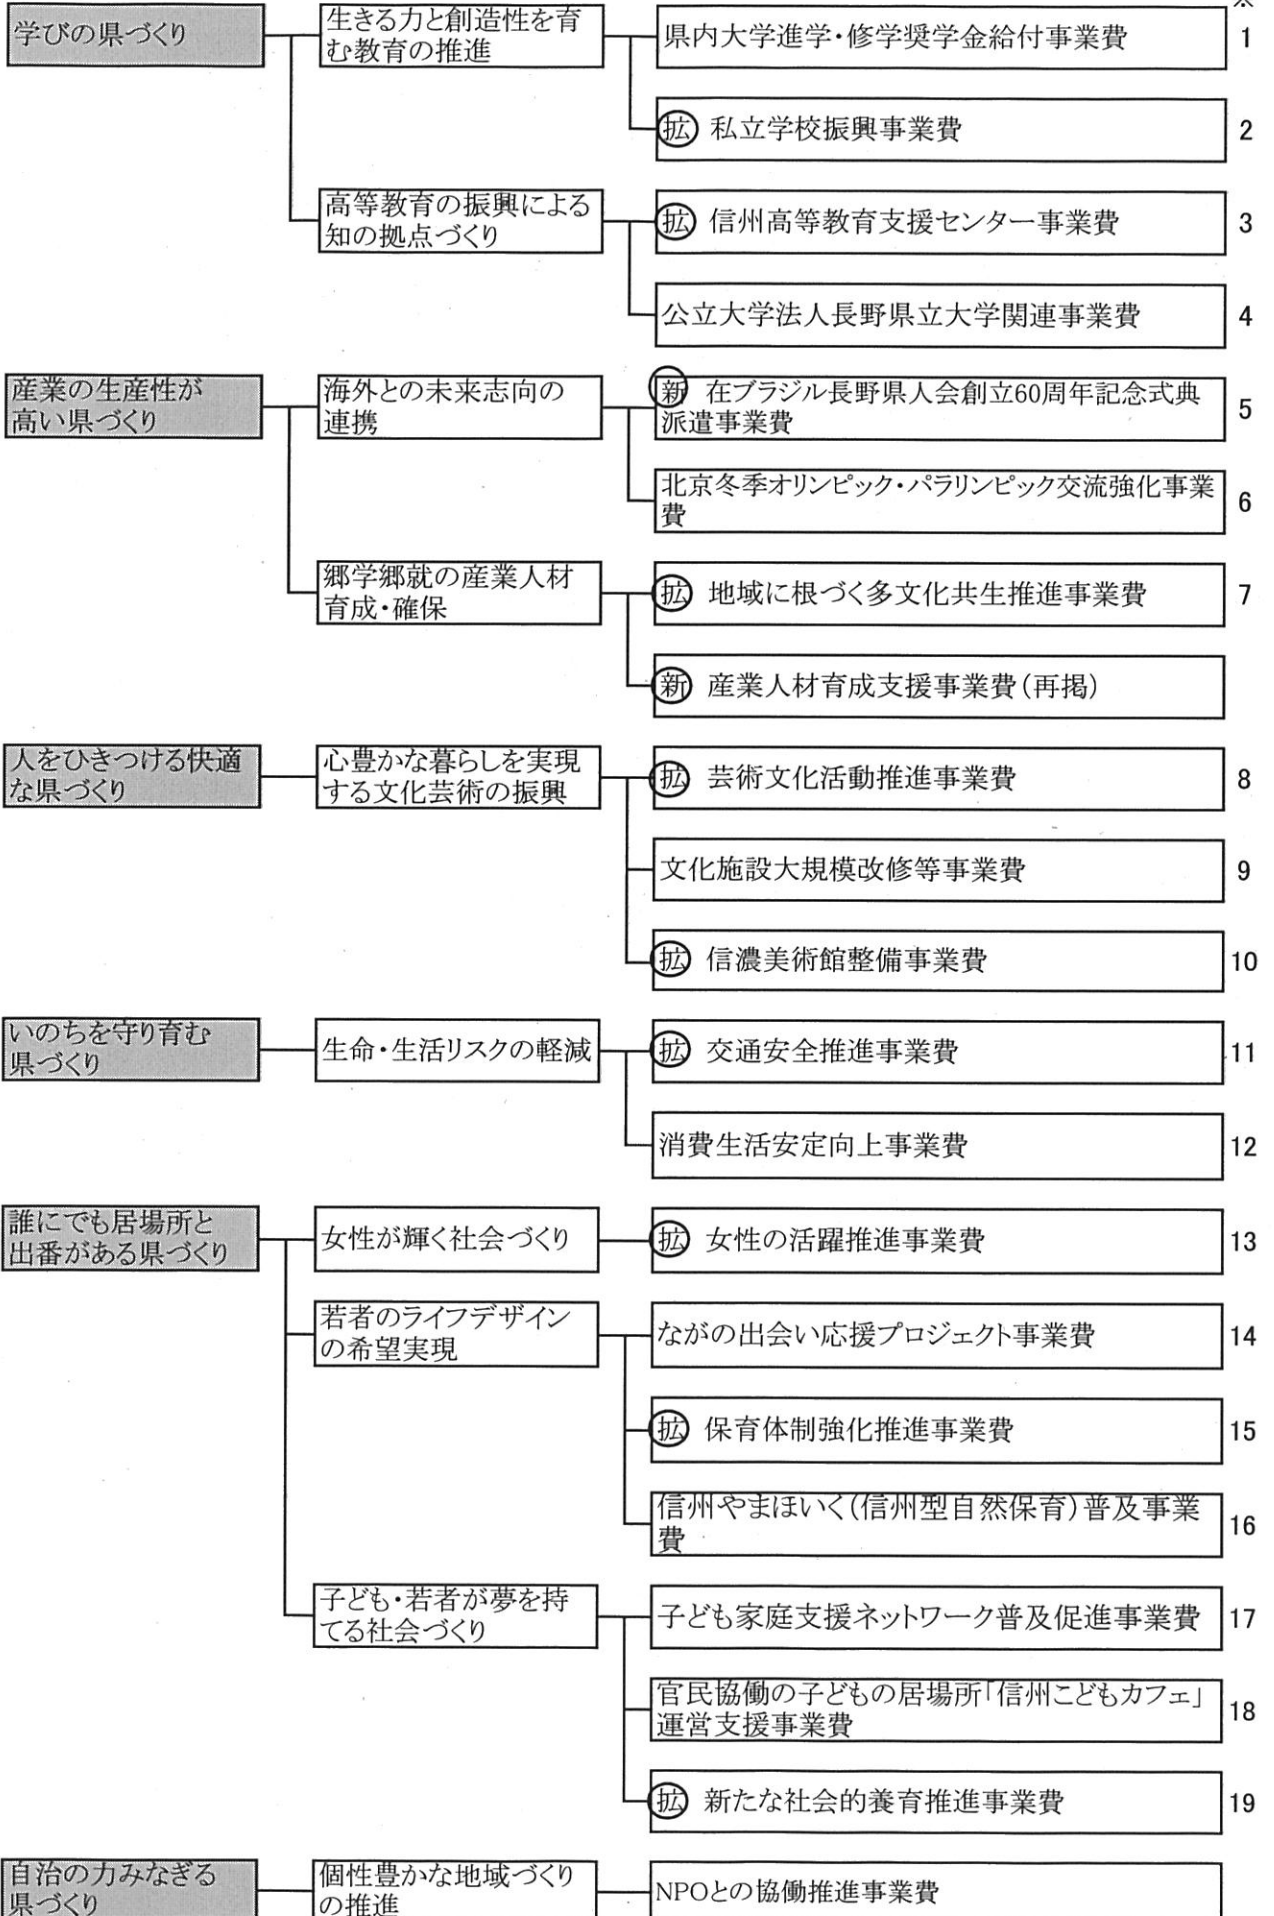 ※
学びの県づくり
生きる力と創造性を育
む教育の推進
県内大学進学・修学奨学金給付事業費
1
拡 私立学校振興事業費
2
高等教育の振興による
知の拠点づくり
拡 信州高等教育支援センター事業費
3
公立大学法人長野県立大学関連事業費
4
産業の生産性が
高い県づくり
海外との未来志向の
連携
新 在ブラジル長野県人会創立60周年記念式典
派遣事業費
5
北京冬季オリンピック・パラリンピック交流強化事業
費
6
郷学郷就の産業人材
育成・確保
拡 地域に根づく多文化共生推進事業費
7
新 産業人材育成支援事業費(再掲)
人をひきつける快適
な県づくり
心豊かな暮らしを実現
する文化芸術の振興
拡 芸術文化活動推進事業費
8
文化施設大規模改修等事業費
9
拡 信濃美術館整備事業費
10
いのちを守り育む
県づくり
生命・生活リスクの軽減
拡 交通安全推進事業費
11
消費生活安定向上事業費
12
誰にでも居場所と
出番がある県づくり
女性が輝く社会づくり
拡 女性の活躍推進事業費
13
若者のライフデザイン
の希望実現
ながの出会い応援プロジェクト事業費
14
拡 保育体制強化推進事業費
15
信州やまほいく(信州型自然保育)普及事業
費
16
子ども・若者が夢を持
てる社会づくり
子ども家庭支援ネットワーク普及促進事業費
17
官民協働の子どもの居場所「信州こどもカフェ」
運営支援事業費
18
拡 新たな社会的養育推進事業費
19
自治の力みなぎる
県づくり
個性豊かな地域づくり
の推進
NPOとの協働推進事業費